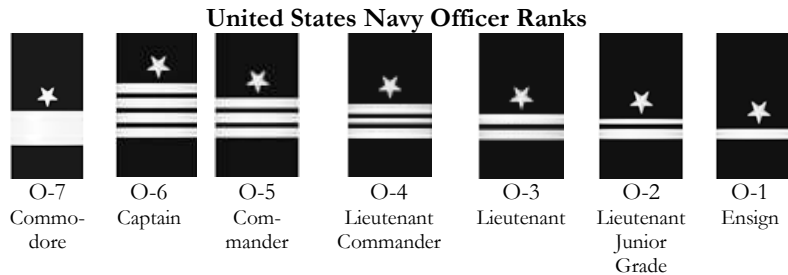 United States Navy Officer Ranks
O-7 O-6 O-5 O-4 O-3 O-2 O-1
Commo- Captain Com- Lieutenant Lieutenant Lieutenant Ensign
dore mander Commander Junior
Grade